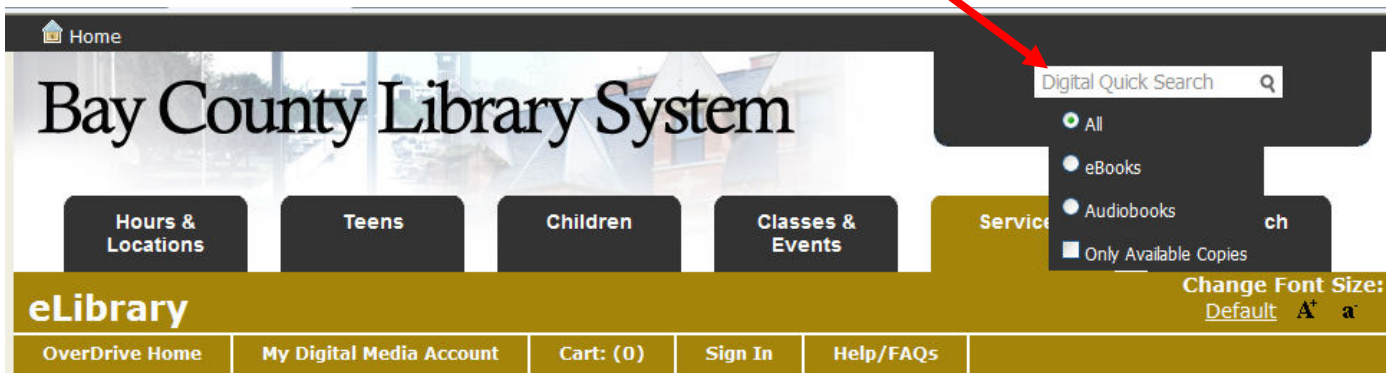 Home
Bay County Library System
Digital Quick Search
All
eBooks
Audiobooks
Only Available Copies
Hours &
Locations
Teens
Children
Classes &
Events
eLibrary
Change Font Size:
Default A+ a-
OverDrive Home My Digital Media Account Cart: (0) Sign In Help/FAQs